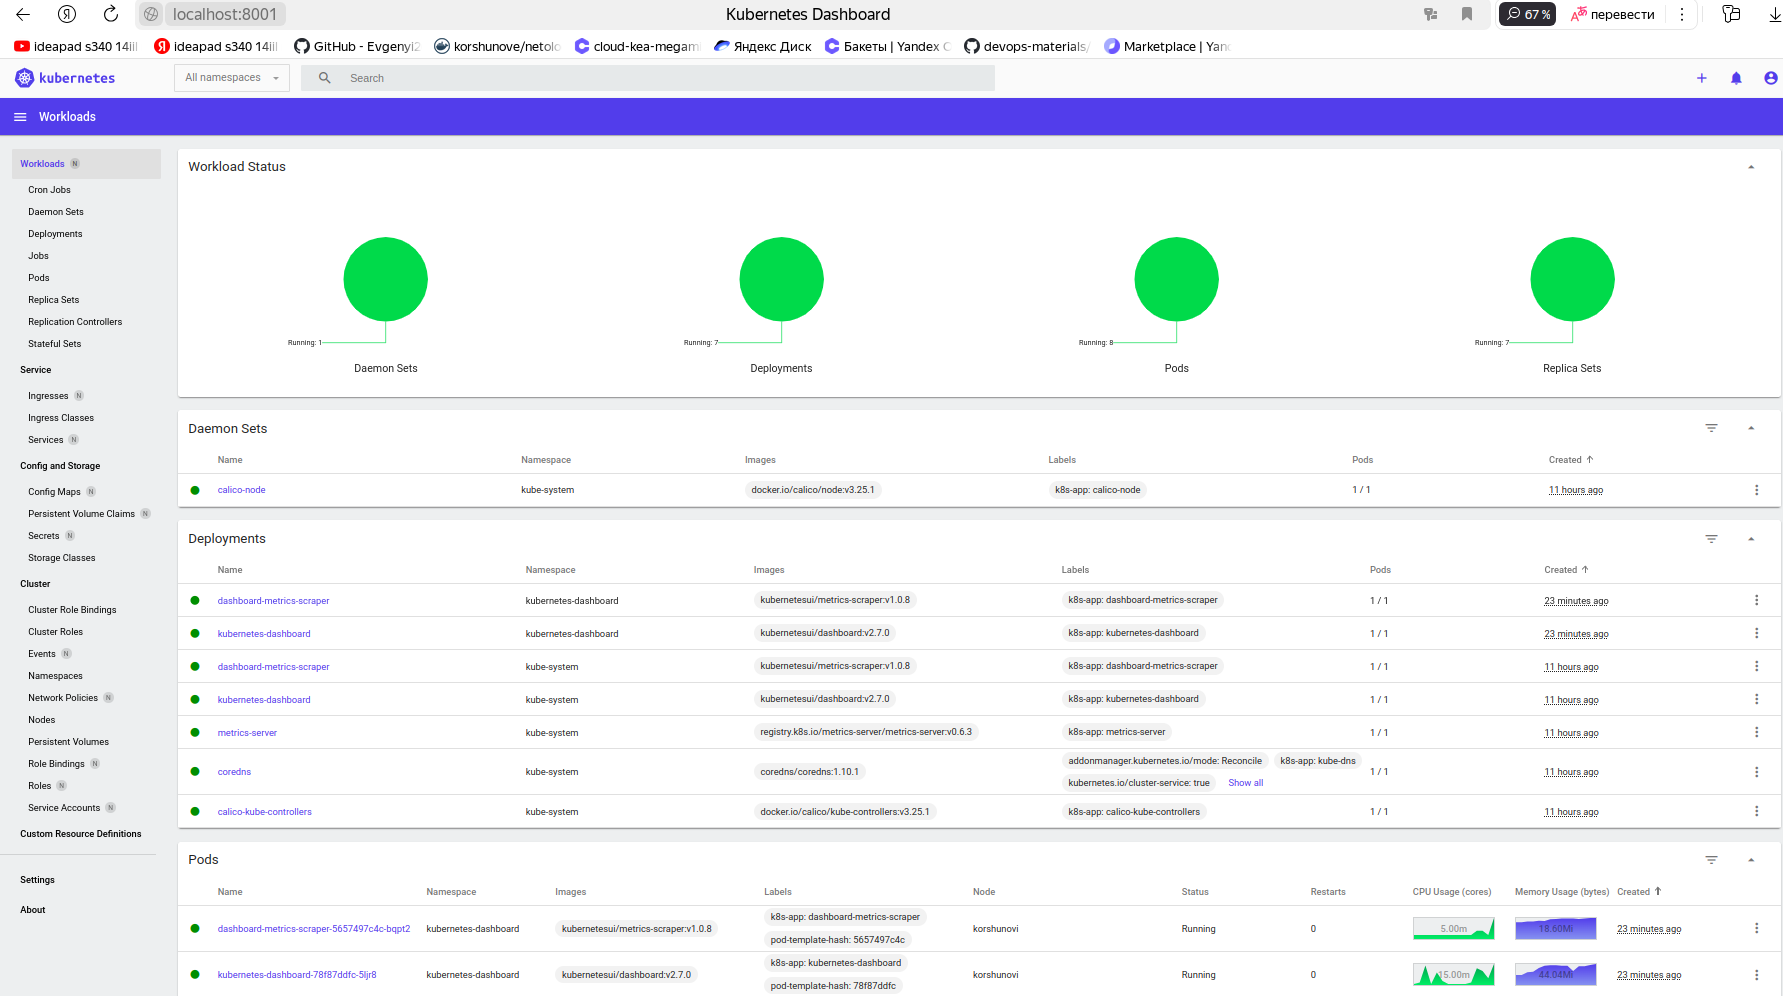 localhost:8001 Kubernetes Dashboard 67 % перевести
ideapad s340 14iil ideapad s340 14iil GitHub - Evgenyi2 korshunove/netolo cloud-kea-megam Яндекс Диск Бакеты | Yandex C devops-materials/ Marketplace | Yand
kubernetes All namespaces Search
Workloads
Workloads N
Cron Jobs
Daemon Sets
Deployments
Jobs
Pods
Replica Sets
Replication Controllers
Stateful Sets
Service
Ingresses N
Ingress Classes
Services N
Config and Storage
Config Maps N
Persistent Volume Claims N
Secrets N
Storage Classes
Cluster
Cluster Role Bindings
Cluster Roles
Events N
Namespaces
Network Policies N
Nodes
Persistent Volumes
Role Bindings N
Roles N
Service Accounts N
Custom Resource Definitions
Settings
About
Workload Status
Running: 1 Running: 7 Running: 8 Running: 7
Daemon Sets Deployments Pods Replica Sets
Daemon Sets
Name Namespace Images Labels Pods Created
calico-node kube-system docker.io/calico/node:v3.25.1 k8s-app: calico-node 1 / 1 11 hours ago
Deployments
Name Namespace Images Labels Pods Created
dashboard-metrics-scraper kubernetes-dashboard kubernetesui/metrics-scraper:v1.0.8 k8s-app: dashboard-metrics-scraper 1 / 1 23 minutes ago
kubernetes-dashboard kubernetes-dashboard kubernetesui/dashboard:v2.7.0 k8s-app: kubernetes-dashboard 1 / 1 23 minutes ago
dashboard-metrics-scraper kube-system kubernetesui/metrics-scraper:v1.0.8 k8s-app: dashboard-metrics-scraper 1 / 1 11 hours ago
kubernetes-dashboard kube-system kubernetesui/dashboard:v2.7.0 k8s-app: kubernetes-dashboard 1 / 1 11 hours ago
metrics-server kube-system registry.k8s.io/metrics-server/metrics-server:v0.6.3 k8s-app: metrics-server 1 / 1 11 hours ago
addonmanager.kubernetes.io/mode: Reconcile k8s-app: kube-dns
coredns kube-system coredns/coredns:1.10.1 1 / 1 11 hours ago
kubernetes.io/cluster-service: true Show all
calico-kube-controllers kube-system docker.io/calico/kube-controllers:v3.25.1 k8s-app: calico-kube-controllers 1 / 1 11 hours ago
Pods
Name Namespace Images Labels Node Status Restarts CPU Usage (cores) Memory Usage (bytes) Created
k8s-app: dashboard-metrics-scraper
dashboard-metrics-scraper-5657497c4c-bqpt2 kubernetes-dashboard kubernetesui/metrics-scraper:v1.0.8 korshunovi Running 0 5.00m 18.60Mi 23 minutes ago
pod-template-hash: 5657497c4c
k8s-app: kubernetes-dashboard
kubernetes-dashboard-78f87ddfc-5ljr8 kubernetes-dashboard kubernetesui/dashboard:v2.7.0 korshunovi Running 0 15.00m 44.04Mi 23 minutes ago
pod-template-hash: 78f87ddfc